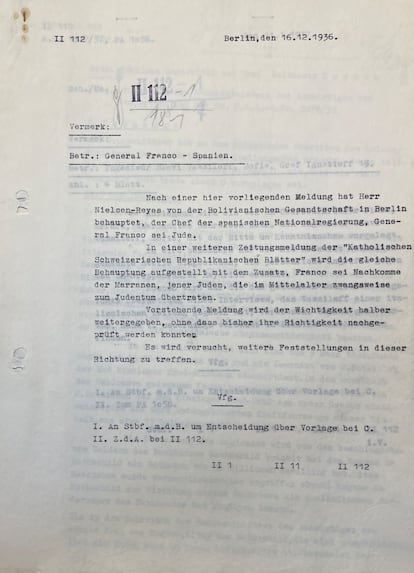 II 112
Berlin,den 16.12.1936.
II 112 -1
18-1
Vermerk:
Betr.: General Franco - Spanien.
Nach einer hier vorliegenden Meldung hat Herr
Nielsen-Reyes von der Bolivianischen Gesandtschaft in Berlin
behauptet, der Chef der spanischen Nationalregierung, Gene-
ral Franco sei Jude.
In einer weiteren Zeitungsmeldung der "Katholischen
Schweizerischen Republikanischen Blätter" wird die gleiche
Behauptung aufgestellt mit dem Zusatz, Franco sei Nachkomme
der Marranen, jener Juden, die im Mittelalter zwangsweise
zum Judentum übertraten.
Vorstehende Meldung wird der Wichtigkeit halber
weitergegeben, ohne dass bisher ihre Richtigkeit nachge-
prüft werden konnte.
Es wird versucht, weitere Feststellungen in dieser
Richtung zu treffen.
Vfg.
I. An Stbf. m.d.B. um Entscheidung über Vorlage bei C.
II. Z.d.A. bei II 112.
II 1 II 11 II 112